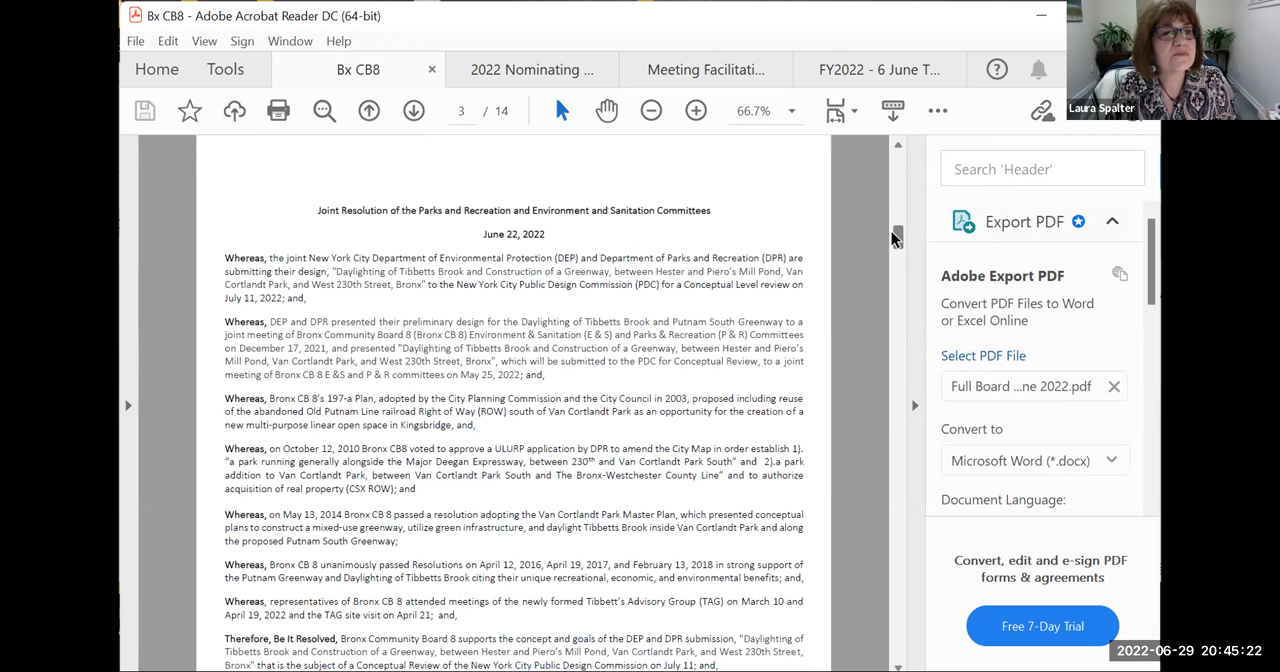 Bx CB8 - Adobe Acrobat Reader DC (64-bit)
File Edit View Sign Window Help
Home Tools Bx CB8 2022 Nominating ... Meeting Facilitati... FY2022 - 6 June T...
3 / 14 66.7%
Laura Spalter
Joint Resolution of the Parks and Recreation and Environment and Sanitation Committees
June 22, 2022
Whereas, the joint New York City Department of Environmental Protection (DEP) and Department of Parks and Recreation (DPR) are
submitting their design, "Daylighting of Tibbetts Brook and Construction of a Greenway, between Hester and Piero's Mill Pond, Van
Cortlandt Park, and West 230th Street, Bronx" to the New York City Public Design Commission (PDC) for a Conceptual Level review on
July 11, 2022; and,
Whereas, DEP and DPR presented their preliminary design for the Daylighting of Tibbetts Brook and Putnam South Greenway to a
joint meeting of Bronx Community Board 8 (Bronx CB 8) Environment & Sanitation (E & S) and Parks & Recreation (P & R) Committees
on December 17, 2021, and presented "Daylighting of Tibbetts Brook and Construction of a Greenway, between Hester and Piero's
Mill Pond, Van Cortlandt Park, and West 230th Street, Bronx", which will be submitted to the PDC for Conceptual Review, to a joint
meeting of Bronx CB 8 E &S and P & R committees on May 25, 2022; and,
Whereas, Bronx CB 8's 197-a Plan, adopted by the City Planning Commission and the City Council in 2003, proposed including reuse
of the abandoned Old Putnam Line railroad Right of Way (ROW) south of Van Cortlandt Park as an opportunity for the creation of a
new multi-purpose linear open space in Kingsbridge, and,
Whereas, on October 12, 2010 Bronx CB8 voted to approve a ULURP application by DPR to amend the City Map in order establish 1).
"a park running generally alongside the Major Deegan Expressway, between 230th and Van Cortlandt Park South" and 2).a park
addition to Van Cortlandt Park, between Van Cortlandt Park South and The Bronx-Westchester County Line" and to authorize
acquisition of real property (CSX ROW); and
Whereas, on May 13, 2014 Bronx CB 8 passed a resolution adopting the Van Cortlandt Park Master Plan, which presented conceptual
plans to construct a mixed-use greenway, utilize green infrastructure, and daylight Tibbetts Brook inside Van Cortlandt Park and along
the proposed Putnam South Greenway;
Whereas, Bronx CB 8 unanimously passed Resolutions on April 12, 2016, April 19, 2017, and February 13, 2018 in strong support of
the Putnam Greenway and Daylighting of Tibbetts Brook citing their unique recreational, economic, and environmental benefits; and,
Whereas, representatives of Bronx CB 8 attended meetings of the newly formed Tibbett's Advisory Group (TAG) on March 10 and
April 19, 2022 and the TAG site visit on April 21; and,
Therefore, Be It Resolved, Bronx Community Board 8 supports the concept and goals of the DEP and DPR submission, "Daylighting of
Tibbetts Brook and Construction of a Greenway, between Hester and Piero's Mill Pond, Van Cortlandt Park, and West 230th Street,
Bronx" that is the subject of a Conceptual Review of the New York City Public Design Commission on July 11; and,
Search 'Header'
Export PDF
Adobe Export PDF
Convert PDF Files to Word
or Excel Online
Select PDF File
Full Board ...ne 2022.pdf
Convert to
Microsoft Word (*.docx)
Document Language:
Convert, edit and e-sign PDF
forms & agreements
Free 7-Day Trial
2022-06-29 20:45:22